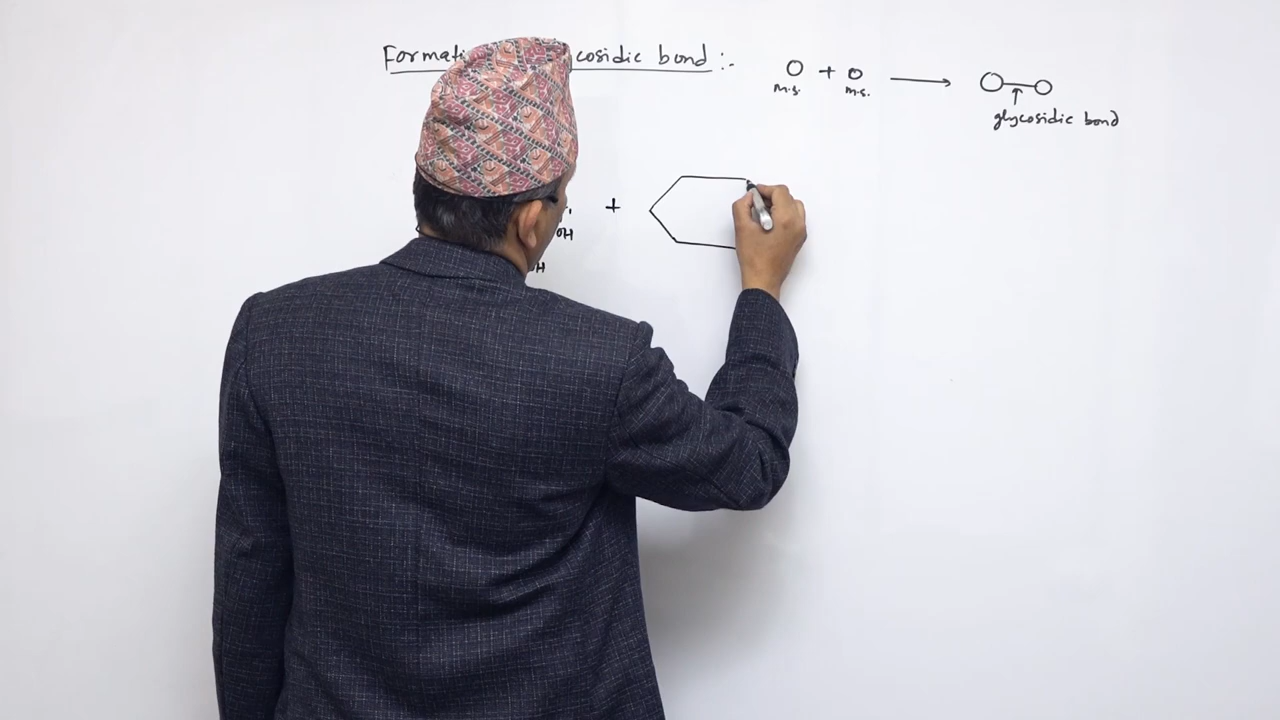 Formati cosidic bond :-
O + O → O—O
m.s. m.s.
glycosidic bond
+
OH
OH